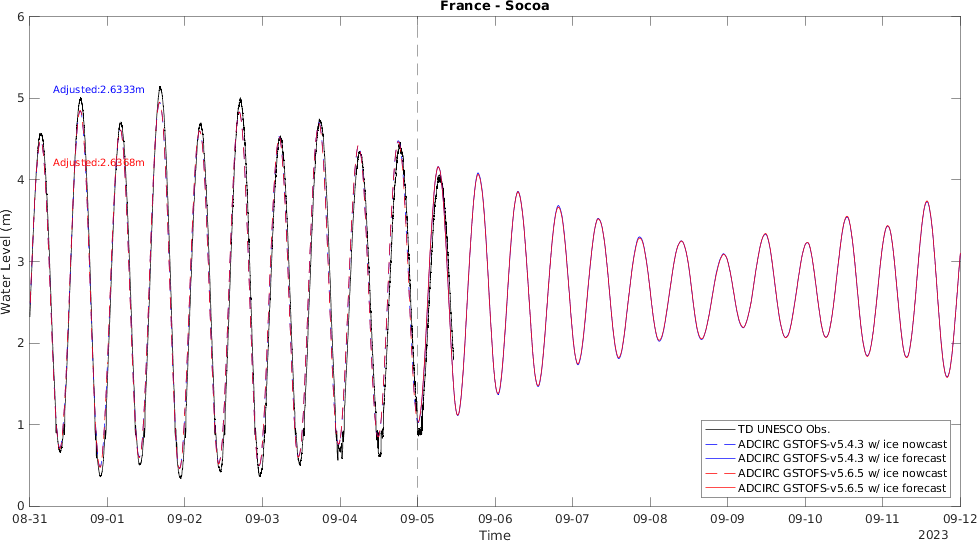 France - Socoa
6
5
4
3
2
1
0
Water Level (m)
Adjusted:2.6333m
Adjusted:2.6368m
TD UNESCO Obs.
ADCIRC GSTOFS-v5.4.3 w/ ice nowcast
ADCIRC GSTOFS-v5.4.3 w/ ice forecast
ADCIRC GSTOFS-v5.6.5 w/ ice nowcast
ADCIRC GSTOFS-v5.6.5 w/ ice forecast
08-31 09-01 09-02 09-03 09-04 09-05 09-06 09-07 09-08 09-09 09-10 09-11 09-12
Time
2023